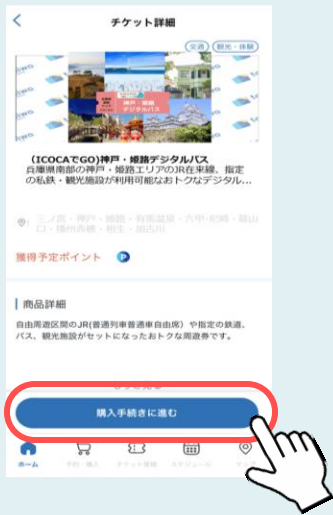 チケット詳細
交通 観光・体験
神戸・姫路
デジタルパス
(ICOCAでGO)神戸・姫路デジタルパス
兵庫県南部の神戸・姫路エリアのJR在来線、指定
の私鉄・観光施設が利用可能なおトクなデジタル...
三ノ宮・神戸・姫路・有馬温泉・六甲・尼崎・篠山
口・播州赤穂・相生・加古川
獲得予定ポイント P
商品詳細
自由周遊区間のJR(普通列車普通車自由席)や指定の鉄道、
バス、観光施設がセットになったおトクな周遊券です。
購入手続きに進む
ホーム 予約・購入 チケット情報 スケジュール